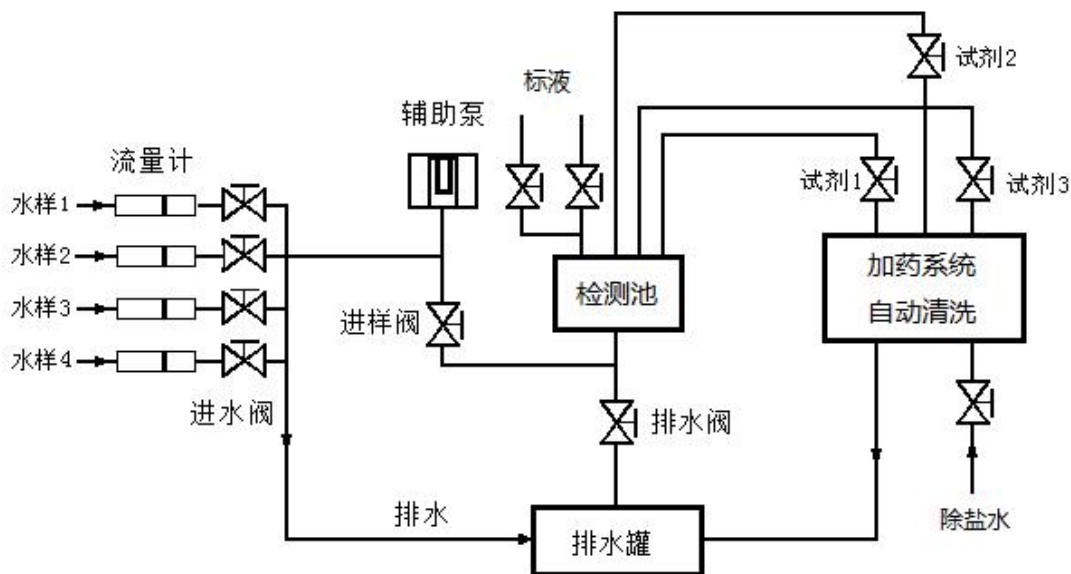 试剂2
标液
辅助泵
流量计
试剂1
试剂3
水样1
水样2
加药系统
自动清洗
检测池
水样3
进样阀
水样4
进水阀
排水阀
排水
除盐水
排水罐